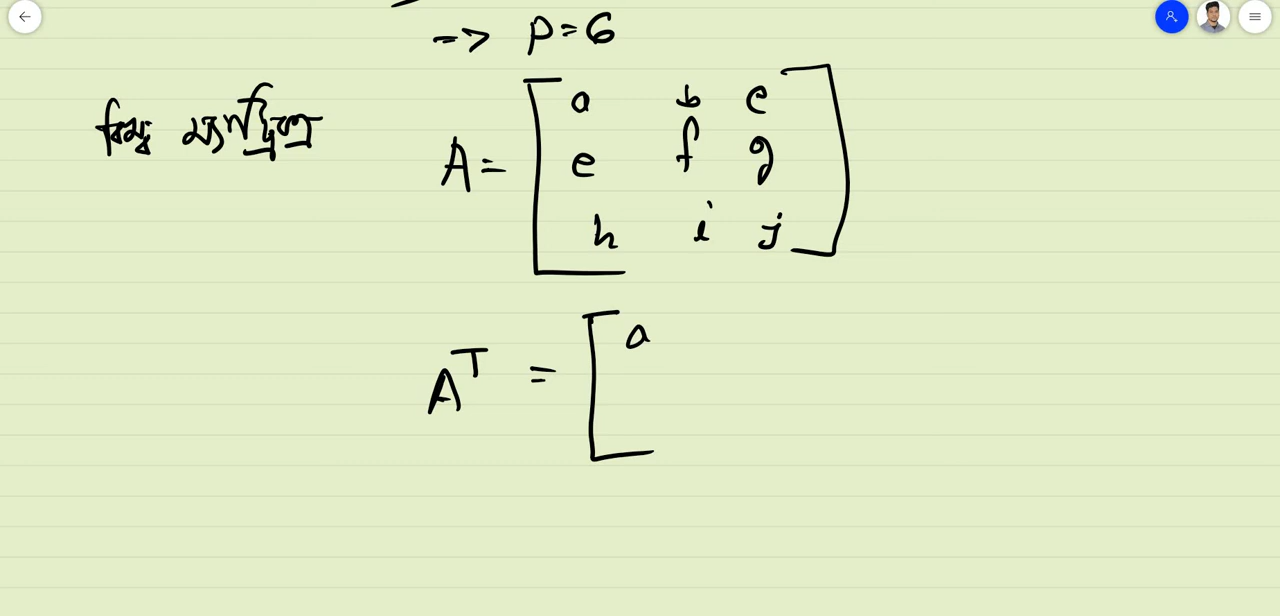 -> P=6
a b c
A= e f g
h i j
a
A^T =